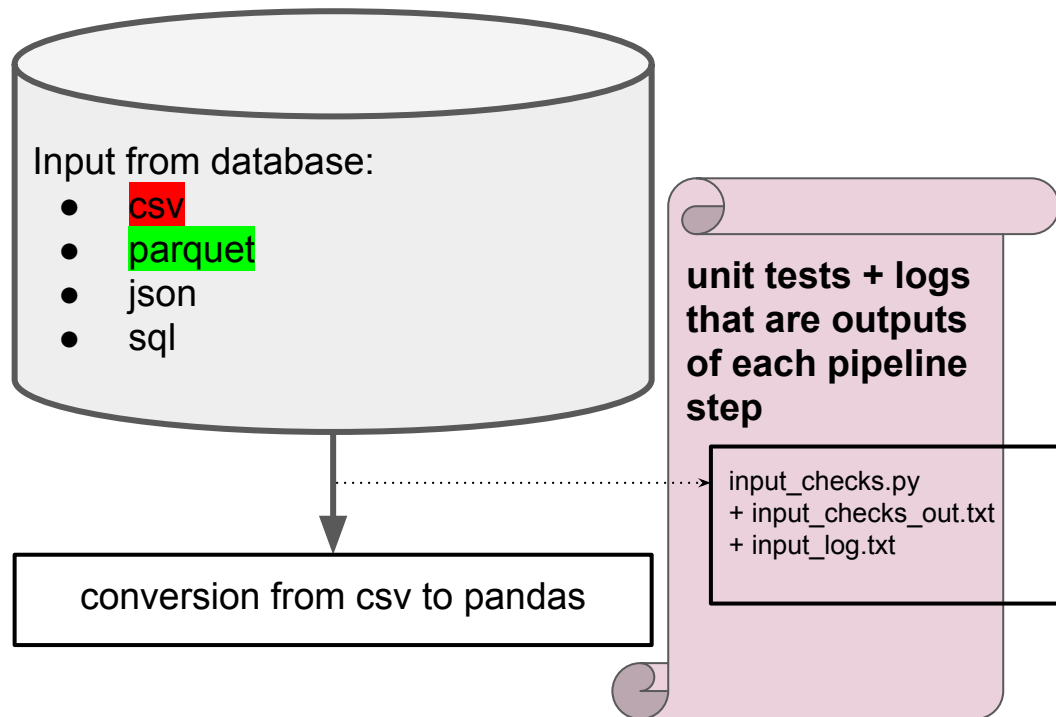 Input from database:
● csv
● parquet
● json
● sql
unit tests + logs
that are outputs
of each pipeline
step
input_checks.py
+ input_checks_out.txt
+ input_log.txt
conversion from csv to pandas